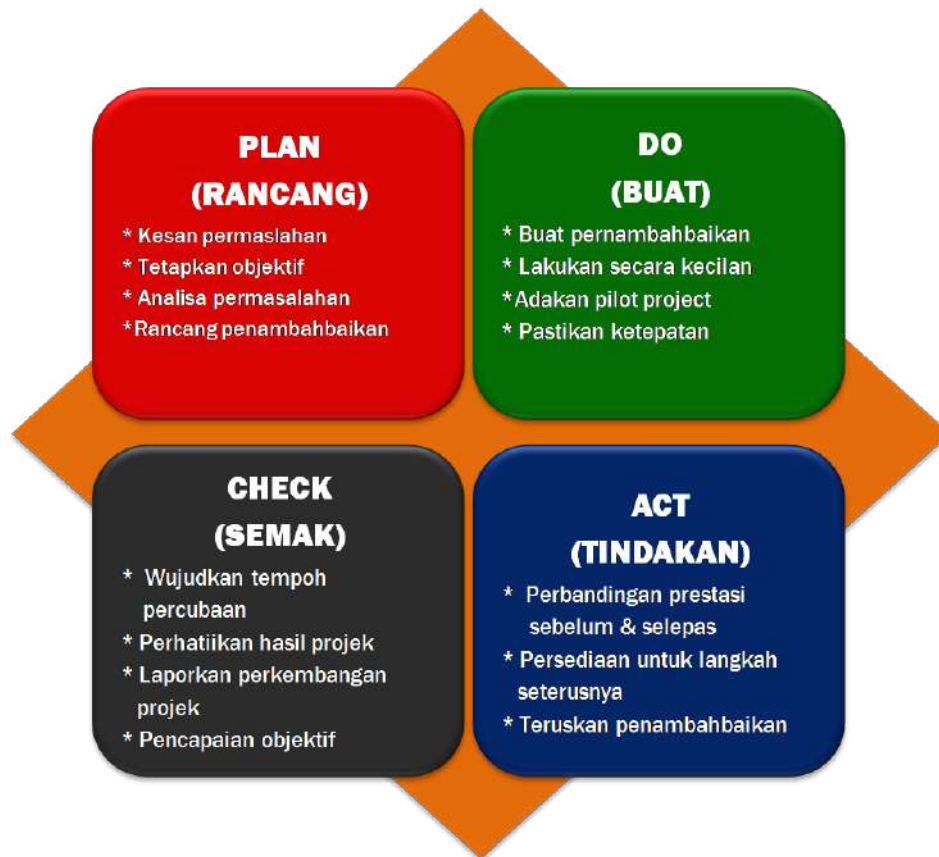 PLAN
(RANCANG)
* Kesan permaslahan
* Tetapkan objektif
* Analisa permasalahan
*Rancang penambahbaikan
DO
(BUAT)
* Buat pernambahbaikan
* Lakukan secara kecilan
*Adakan pilot project
* Pastikan ketepatan
CHECK
(SEMAK)
* Wujudkan tempoh
percubaan
* Perhatiikan hasil projek
* Laporkan perkembangan
projek
* Pencapaian objektif
ACT
(TINDAKAN)
* Perbandingan prestasi
sebelum & selepas
* Persediaan untuk langkah
seterusnya
* Teruskan penambahbaikan